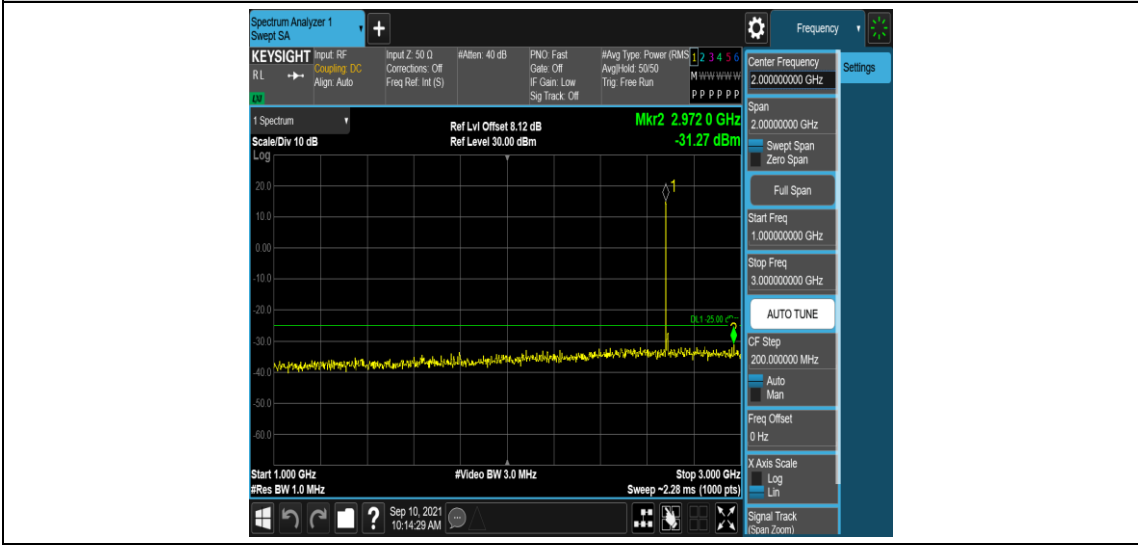 Spectrum Analyzer 1
Swept SA
+
Frequency
KEYSIGHT
RL
LXI
Input: RF
Coupling: DC
Align: Auto
Input Z: 50 Ω
Corrections: Off
Freq Ref: Int (S)
#Atten: 40 dB
PNO: Fast
Gate: Off
IF Gain: Low
Sig Track: Off
#Avg Type: Power (RMS
Avg|Hold: 50/50
Trig: Free Run
1 2 3 4 5 6
M W W W W W
P P P P P P
1 Spectrum
Scale/Div 10 dB
Log
Ref Lvl Offset 8.12 dB
Ref Level 30.00 dBm
Mkr2 2.972 0 GHz
-31.27 dBm
20.0
10.0
0.00
-10.0
-20.0
-30.0
-40.0
-50.0
-60.0
1
DL1 -25.00
2
Start 1.000 GHz
#Res BW 1.0 MHz
#Video BW 3.0 MHz
Stop 3.000 GHz
Sweep ~2.28 ms (1000 pts)
Center Frequency
2.000000000 GHz
Span
2.00000000 GHz
Swept Span
Zero Span
Full Span
Start Freq
1.000000000 GHz
Stop Freq
3.000000000 GHz
AUTO TUNE
CF Step
200.000000 MHz
Auto
Man
Freq Offset
0 Hz
X Axis Scale
Log
Lin
Signal Track
(Span Zoom)
Settings
?
Sep 10, 2021
10:14:29 AM